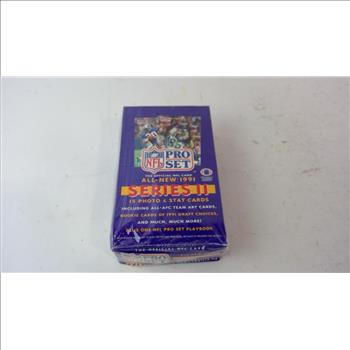 NFL
PRO
SET
THE OFFICIAL NFL CARD
ALL-NEW 1991
SERIES II
15 PHOTO & STAT CARDS
INCLUDING ALL-AFC TEAM ART CARDS,
ROOKIE CARDS OF 1991 DRAFT CHOICES,
AND MUCH, MUCH MORE!
PLUS ONE NFL PRO SET PLAYBOOK
THE OFFICIAL NFL CARD